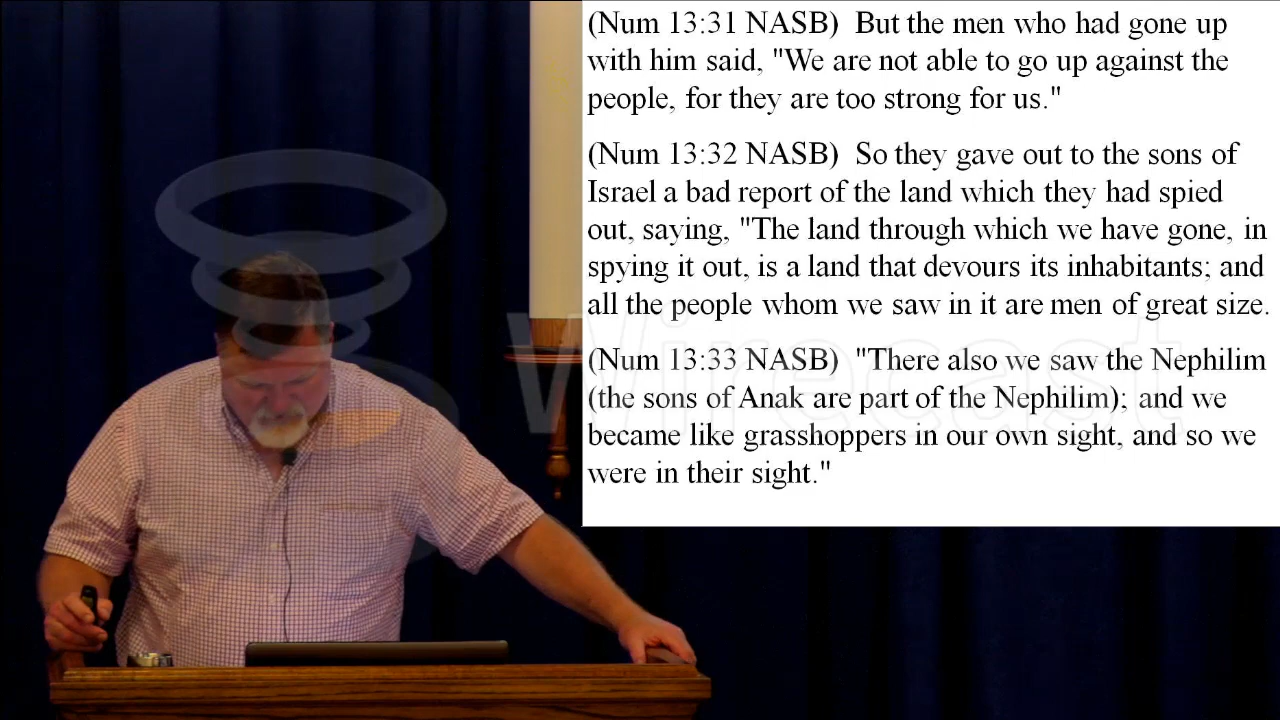 (Num 13:31 NASB)  But the men who had gone up
with him said, "We are not able to go up against the
people, for they are too strong for us."
(Num 13:32 NASB)  So they gave out to the sons of
Israel a bad report of the land which they had spied
out, saying, "The land through which we have gone, in
spying it out, is a land that devours its inhabitants; and
all the people whom we saw in it are men of great size.
(Num 13:33 NASB)  "There also we saw the Nephilim
(the sons of Anak are part of the Nephilim); and we
became like grasshoppers in our own sight, and so we
were in their sight."
Wirecast